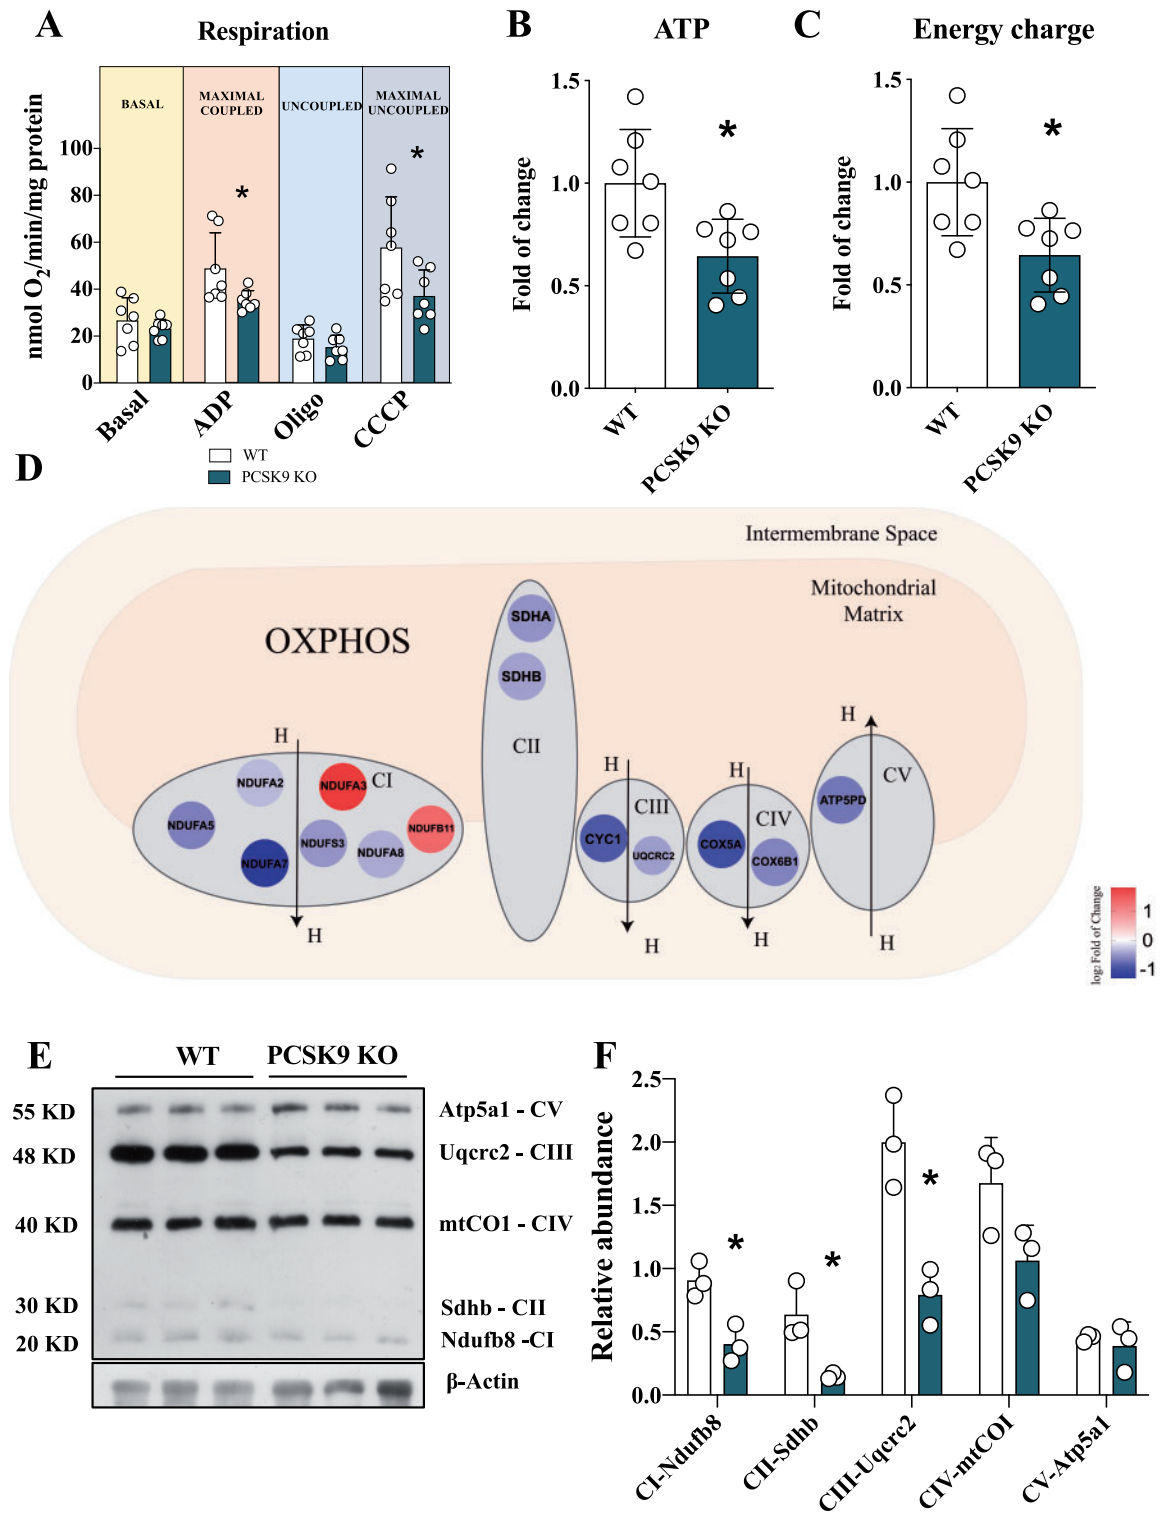 A
Respiration
BASAL
MAXIMAL
COUPLED
UNCOUPLED
MAXIMAL
UNCOUPLED
nmol O2/min/mg protein
100
80
60
40
20
0
*
*
Basal
ADP
Oligo
CCCP
WT
PCSK9 KO
B
ATP
Fold of change
1.5
1.0
0.5
0.0
*
WT
PCSK9 KO
C
Energy charge
Fold of change
1.5
1.0
0.5
0.0
*
WT
PCSK9 KO
D
Intermembrane Space
Mitochondrial
Matrix
OXPHOS
SDHA
SDHB
CII
H
NDUFA2
NDUFA3
CI
NDUFA5
NDUFB11
NDUFS3
NDUFA8
NDUFA7
H
H
CIII
CYC1
UQCRC2
H
H
CIV
COX5A
COX6B1
H
H
CV
ATP5PD
H
log2 Fold of Change
1
0
-1
E
WT
PCSK9 KO
55 KD
Atp5a1 - CV
48 KD
Uqcrc2 - CIII
40 KD
mtCO1 - CIV
30 KD
Sdhb - CII
20 KD
Ndufb8 -CI
β-Actin
F
Relative abundance
2.5
2.0
1.5
1.0
0.5
0.0
*
*
*
CI-Ndufb8
CII-Sdhb
CIII-Uqcrc2
CIV-mtCOI
CV-Atp5a1